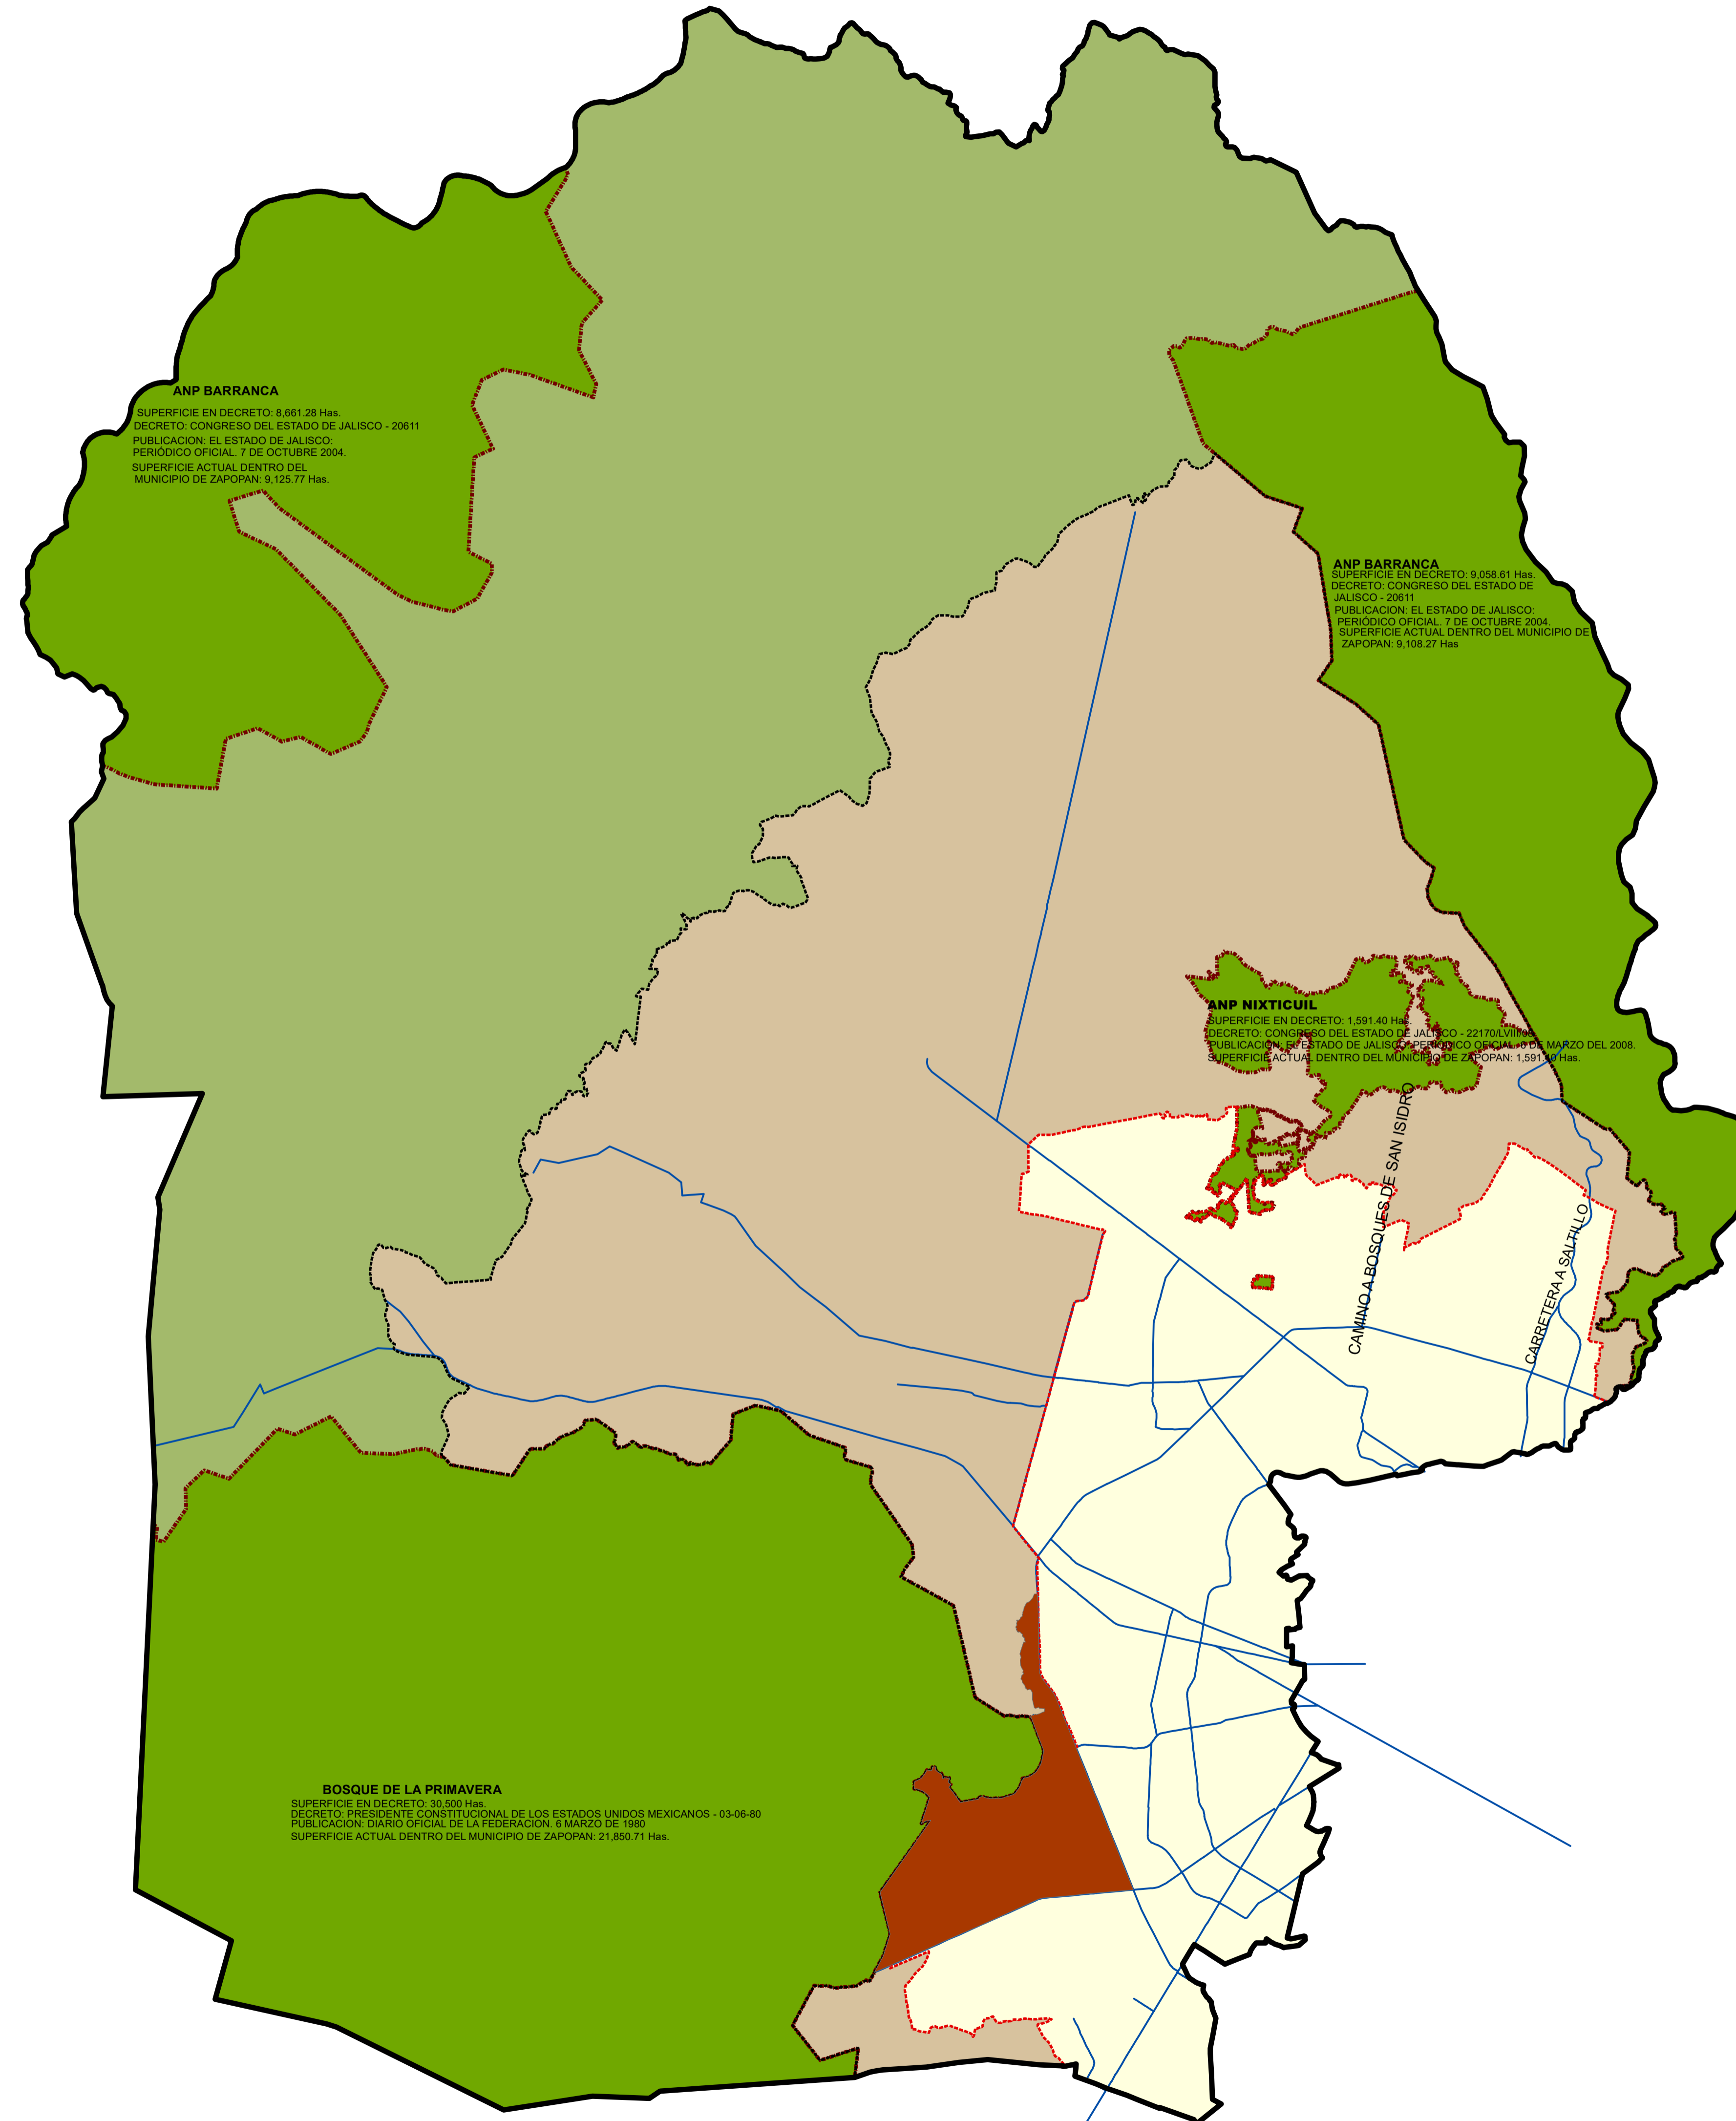 ANP BARRANCA
SUPERFICIE EN DECRETO: 8,661.28 Has.
DECRETO: CONGRESO DEL ESTADO DE JALISCO - 20611
PUBLICACION: EL ESTADO DE JALISCO:
PERIÓDICO OFICIAL. 7 DE OCTUBRE 2004.
SUPERFICIE ACTUAL DENTRO DEL
MUNICIPIO DE ZAPOPAN: 9,125.77 Has.
ANP BARRANCA
SUPERFICIE EN DECRETO: 9,058.61 Has.
DECRETO: CONGRESO DEL ESTADO DE
JALISCO - 20611
PUBLICACION: EL ESTADO DE JALISCO:
PERIÓDICO OFICIAL. 7 DE OCTUBRE 2004.
SUPERFICIE ACTUAL DENTRO DEL MUNICIPIO DE
ZAPOPAN: 9,108.27 Has
ANP NIXTICUIL
SUPERFICIE EN DECRETO: 1,591.40 Has.
DECRETO: CONGRESO DEL ESTADO DE JALISCO -
PUBLICACION: EL ESTADO DE JALISCO: PERIÓDICO OFICIAL. DE MARZO DEL 2008.
SUPERFICIE ACTUAL DENTRO DEL MUNICIPIO DE ZAPOPAN: 1,591.40 Has.
CAMINO A BOSQUES DE SAN ISIDRO
CARRETERA A SALTILLO
BOSQUE DE LA PRIMAVERA
SUPERFICIE EN DECRETO: 30,500 Has.
DECRETO: PRESIDENTE CONSTITUCIONAL DE LOS ESTADOS UNIDOS MEXICANOS - 03-06-80
PUBLICACION: DIARIO OFICIAL DE LA FEDERACION. 6 MARZO DE 1980
SUPERFICIE ACTUAL DENTRO DEL MUNICIPIO DE ZAPOPAN: 21,850.71 Has.